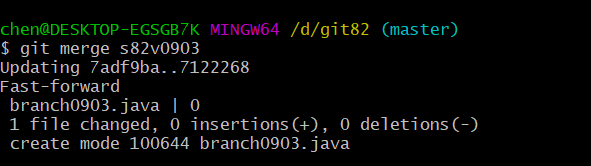 chen@DESKTOP-EGSGB7K MINGW64 /d/git82 (master)
$ git merge s82v0903
Updating 7adf9ba..7122268
Fast-forward
 branch0903.java | 0
 1 file changed, 0 insertions(+), 0 deletions(-)
 create mode 100644 branch0903.java